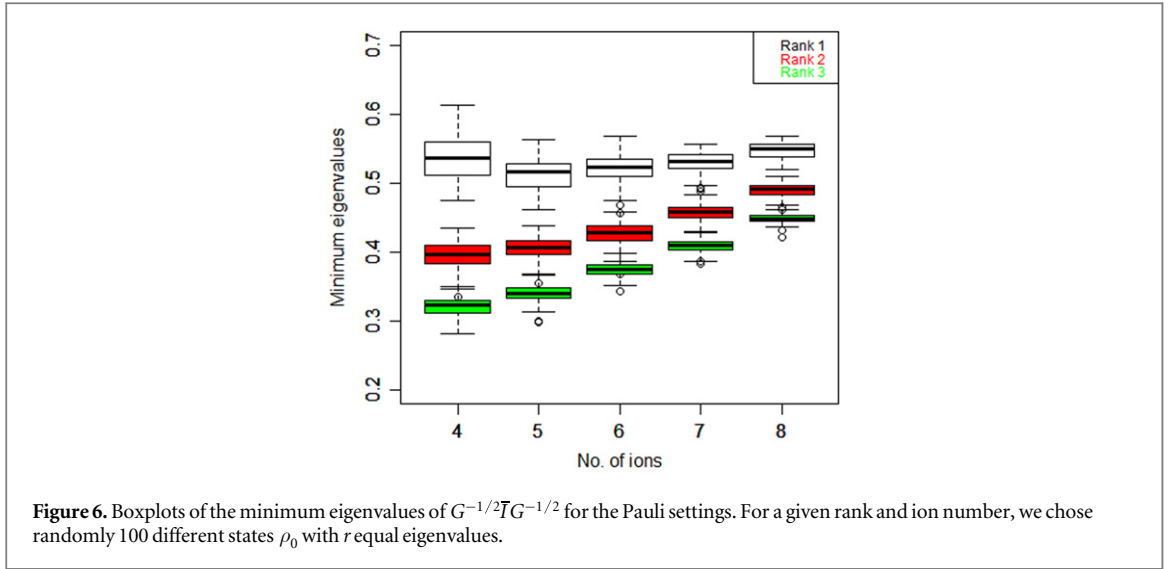 0.7
0.6
0.5
0.4
0.3
0.2
Minimum eigenvalues
Rank 1
Rank 2
Rank 3
4 5 6 7 8
No. of ions
Figure 6. Boxplots of the minimum eigenvalues of G^{−1/2}I̅G^{−1/2} for the Pauli settings. For a given rank and ion number, we chose
randomly 100 different states ρ₀ with r equal eigenvalues.